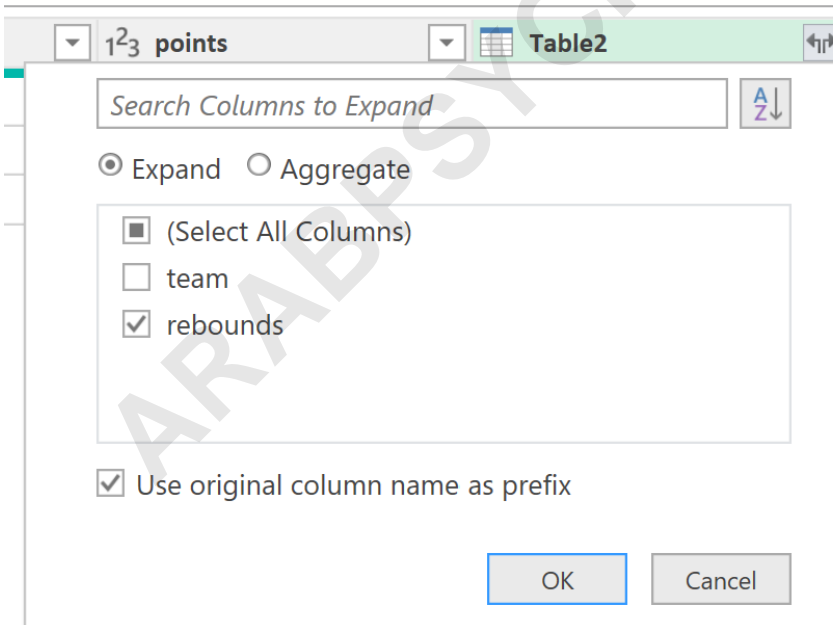 123 points Table2
Search Columns to Expand
A
Z
Expand Aggregate
(Select All Columns)
team
rebounds
Use original column name as prefix
OK Cancel
ARABPSYC